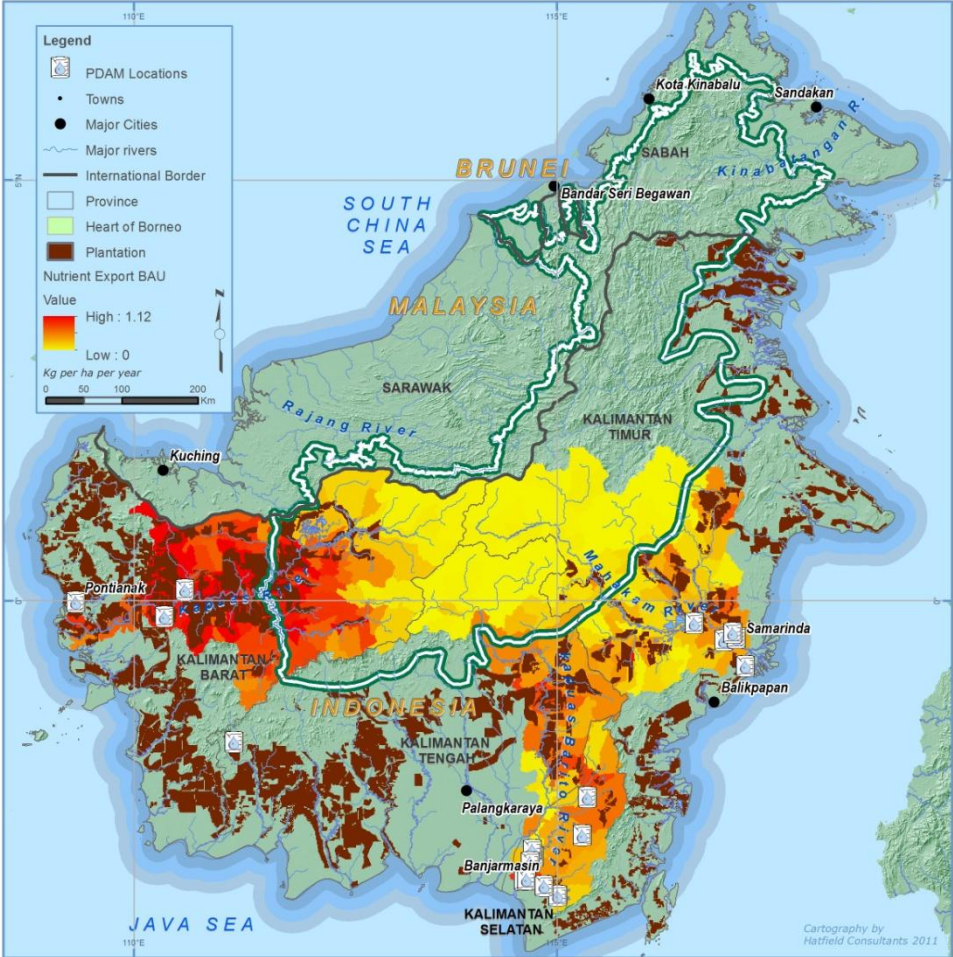 110°E
115°E
Legend
PDAM Locations
Towns
Major Cities
Major rivers
International Border
Province
Heart of Borneo
Plantation
Nutrient Export BAU
Value
High : 1.12
Low : 0
Kg per ha per year
0 50 100 200
Km
N
Kota Kinabalu
Sandakan
SABAH
Kinabatangan R.
5°N
5°N
BRUNEI
Bandar Seri Begawan
SOUTH
CHINA
SEA
MALAYSIA
SARAWAK
Rajang River
KALIMANTAN
TIMUR
Kuching
Pontianak
Kapuas River
0°
0°
Mahakam River
Samarinda
KALIMANTAN
BARAT
Balikpapan
INDONESIA
KALIMANTAN
TENGAH
Kapuas-Barito River
Palangkaraya
Banjarmasin
KALIMANTAN
SELATAN
JAVA SEA
Cartography by
Hatfield Consultants 2011
110°E
115°E